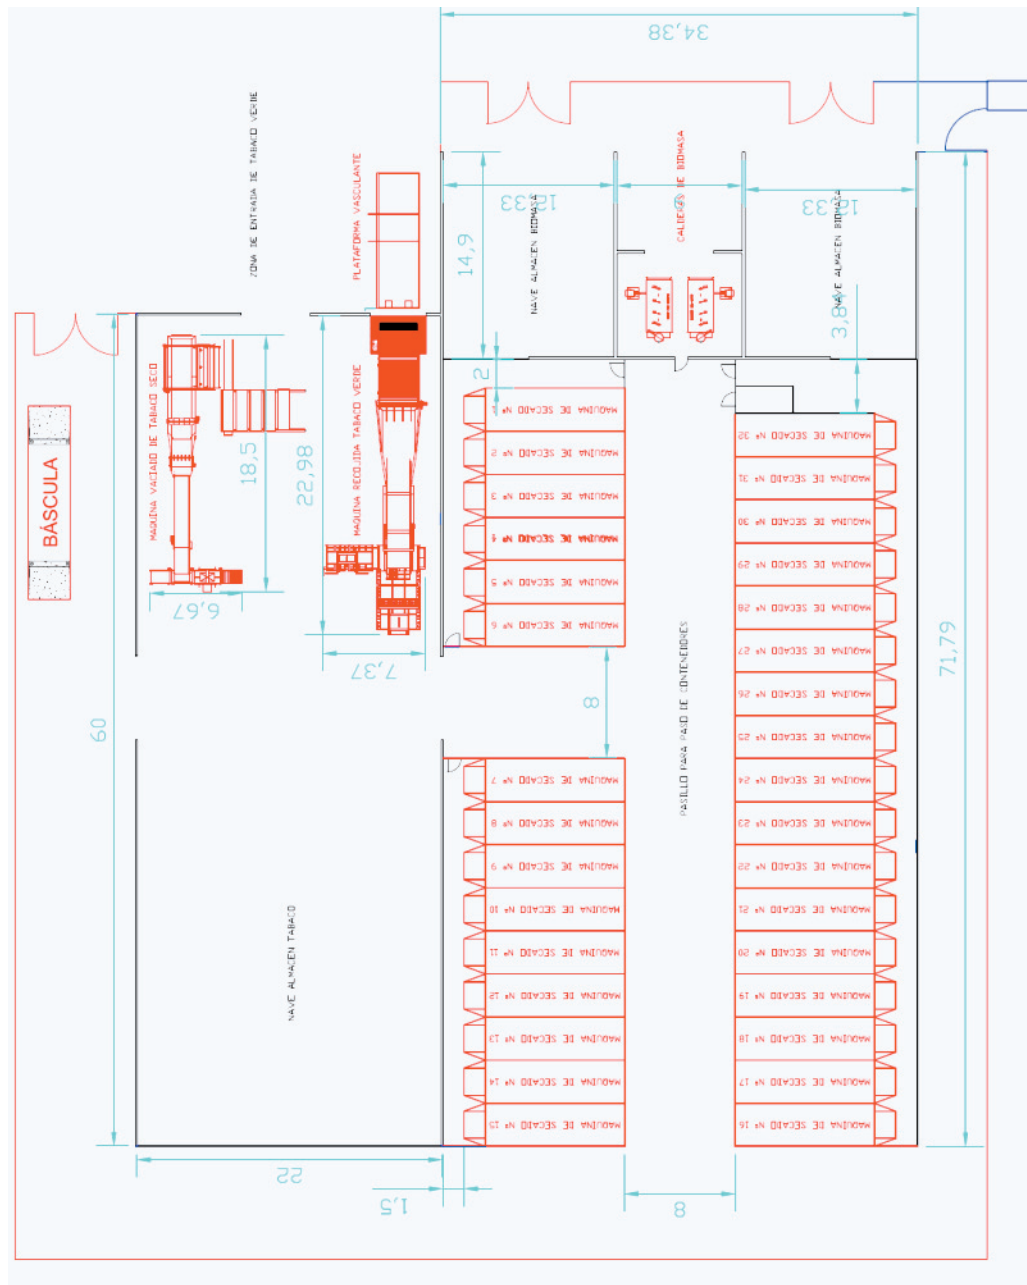 34,38
ZONA DE ENTRADA DE TABACO VERDE
PLATAFORMA VASCULANTE
CALDERAS DE BIOMASA
12,33
9
12,33
14,9
NAVE ALMACEN BIOMASA
NAVE ALMACEN BIOMASA
3,84
2
MAQUINA VACIADO DE TABACO SECO
18,5
22,98
MAQUINA RECOJIDA TABACO VERDE
BÁSCULA
6,67
7,37
60
8
71,79
PASILLO PARA PASO DE CONTENEDORES
NAVE ALMACEN TABACO
MAQUINA DE SECADO Nº 1
MAQUINA DE SECADO Nº 2
MAQUINA DE SECADO Nº 3
MAQUINA DE SECADO Nº 4
MAQUINA DE SECADO Nº 5
MAQUINA DE SECADO Nº 6
MAQUINA DE SECADO Nº 7
MAQUINA DE SECADO Nº 8
MAQUINA DE SECADO Nº 9
MAQUINA DE SECADO Nº 10
MAQUINA DE SECADO Nº 11
MAQUINA DE SECADO Nº 12
MAQUINA DE SECADO Nº 13
MAQUINA DE SECADO Nº 14
MAQUINA DE SECADO Nº 15
MAQUINA DE SECADO Nº 32
MAQUINA DE SECADO Nº 31
MAQUINA DE SECADO Nº 30
MAQUINA DE SECADO Nº 29
MAQUINA DE SECADO Nº 28
MAQUINA DE SECADO Nº 27
MAQUINA DE SECADO Nº 26
MAQUINA DE SECADO Nº 25
MAQUINA DE SECADO Nº 24
MAQUINA DE SECADO Nº 23
MAQUINA DE SECADO Nº 22
MAQUINA DE SECADO Nº 21
MAQUINA DE SECADO Nº 20
MAQUINA DE SECADO Nº 19
MAQUINA DE SECADO Nº 18
MAQUINA DE SECADO Nº 17
MAQUINA DE SECADO Nº 16
22
1,5
8